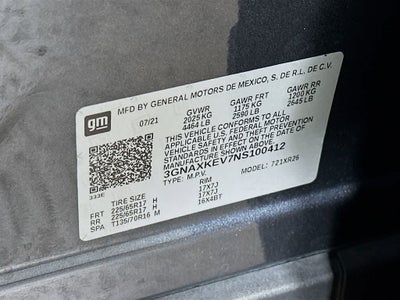 gm
MFD BY GENERAL MOTORS DE MEXICO, S. DE R.L. DE C.V.
07/21 GVWR GAWR FRT GAWR RR
2025 KG 1175 KG 1200 KG
4464 LB 2590 LB 2645 LB
THIS VEHICLE CONFORMS TO ALL
APPLICABLE U.S. FEDERAL MOTOR
VEHICLE SAFETY, BUMPER, AND THEFT
PREVENTION STANDARDS IN EFFECT ON
THE DATE OF MANUFACTURE SHOWN ABOVE.
3GNAXKEV7NS100412
TYPE: M.P.V. MODEL: 721XR26
333E
TIRE SIZE RIM
FRT 225/65R17 H 17X7J
RR 225/65R17 H 17X7J
SPA T135/70R16 M 16X4BT